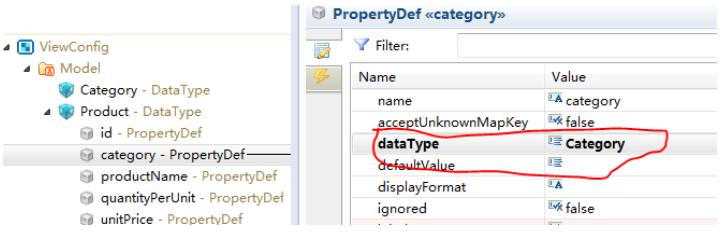 ViewConfig
Model
Category - DataType
Product - DataType
id - PropertyDef
category - PropertyDef
productName - PropertyDef
quantityPerUnit - PropertyDef
unitPrice - PropertyDef
PropertyDef «category»
Filter:
Name Value
name category
acceptUnknownMapKey false
dataType Category
defaultValue
displayFormat
ignored false